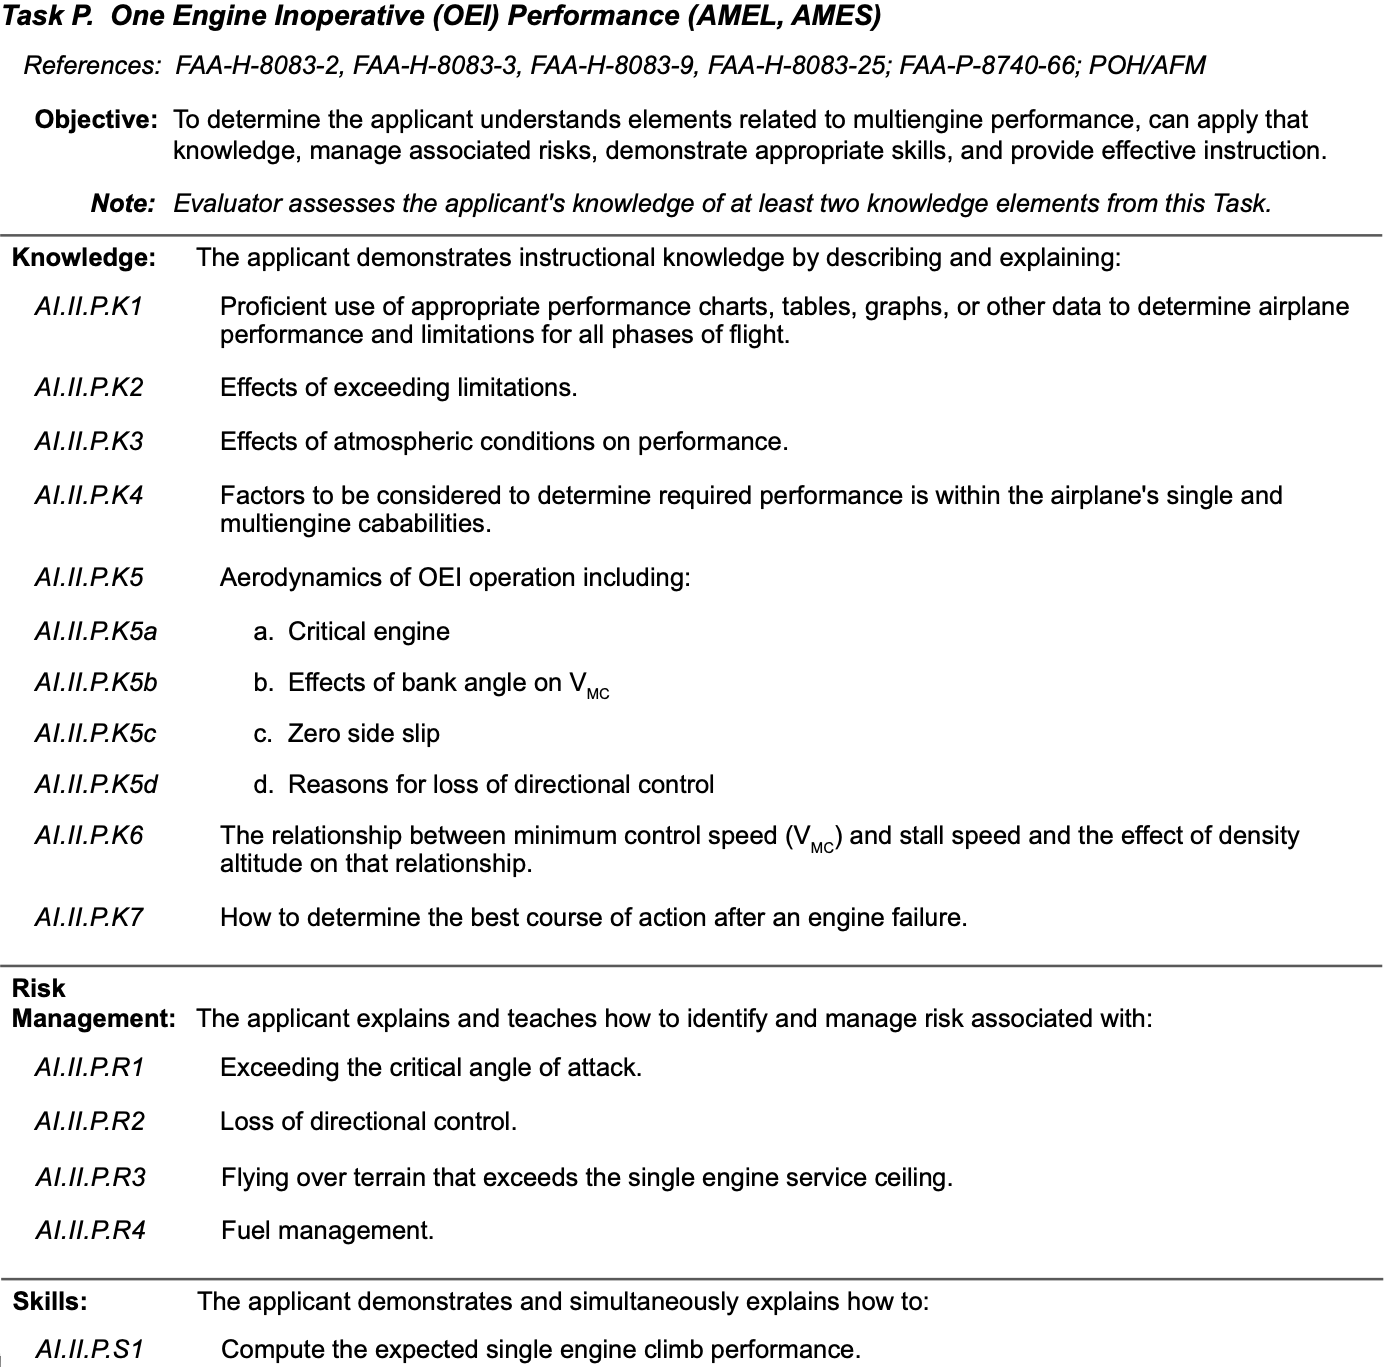 Task P. One Engine Inoperative (OEI) Performance (AMEL, AMES)
References: FAA-H-8083-2, FAA-H-8083-3, FAA-H-8083-9, FAA-H-8083-25; FAA-P-8740-66; POH/AFM
Objective: To determine the applicant understands elements related to multiengine performance, can apply that
knowledge, manage associated risks, demonstrate appropriate skills, and provide effective instruction.
Note: Evaluator assesses the applicant's knowledge of at least two knowledge elements from this Task.
Knowledge: The applicant demonstrates instructional knowledge by describing and explaining:
AI.II.P.K1 Proficient use of appropriate performance charts, tables, graphs, or other data to determine airplane
performance and limitations for all phases of flight.
AI.II.P.K2 Effects of exceeding limitations.
AI.II.P.K3 Effects of atmospheric conditions on performance.
AI.II.P.K4 Factors to be considered to determine required performance is within the airplane's single and
multiengine cababilities.
AI.II.P.K5 Aerodynamics of OEI operation including:
AI.II.P.K5a a. Critical engine
AI.II.P.K5b b. Effects of bank angle on VMC
AI.II.P.K5c c. Zero side slip
AI.II.P.K5d d. Reasons for loss of directional control
AI.II.P.K6 The relationship between minimum control speed (VMC) and stall speed and the effect of density
altitude on that relationship.
AI.II.P.K7 How to determine the best course of action after an engine failure.
Risk
Management: The applicant explains and teaches how to identify and manage risk associated with:
AI.II.P.R1 Exceeding the critical angle of attack.
AI.II.P.R2 Loss of directional control.
AI.II.P.R3 Flying over terrain that exceeds the single engine service ceiling.
AI.II.P.R4 Fuel management.
Skills: The applicant demonstrates and simultaneously explains how to:
AI.II.P.S1 Compute the expected single engine climb performance.